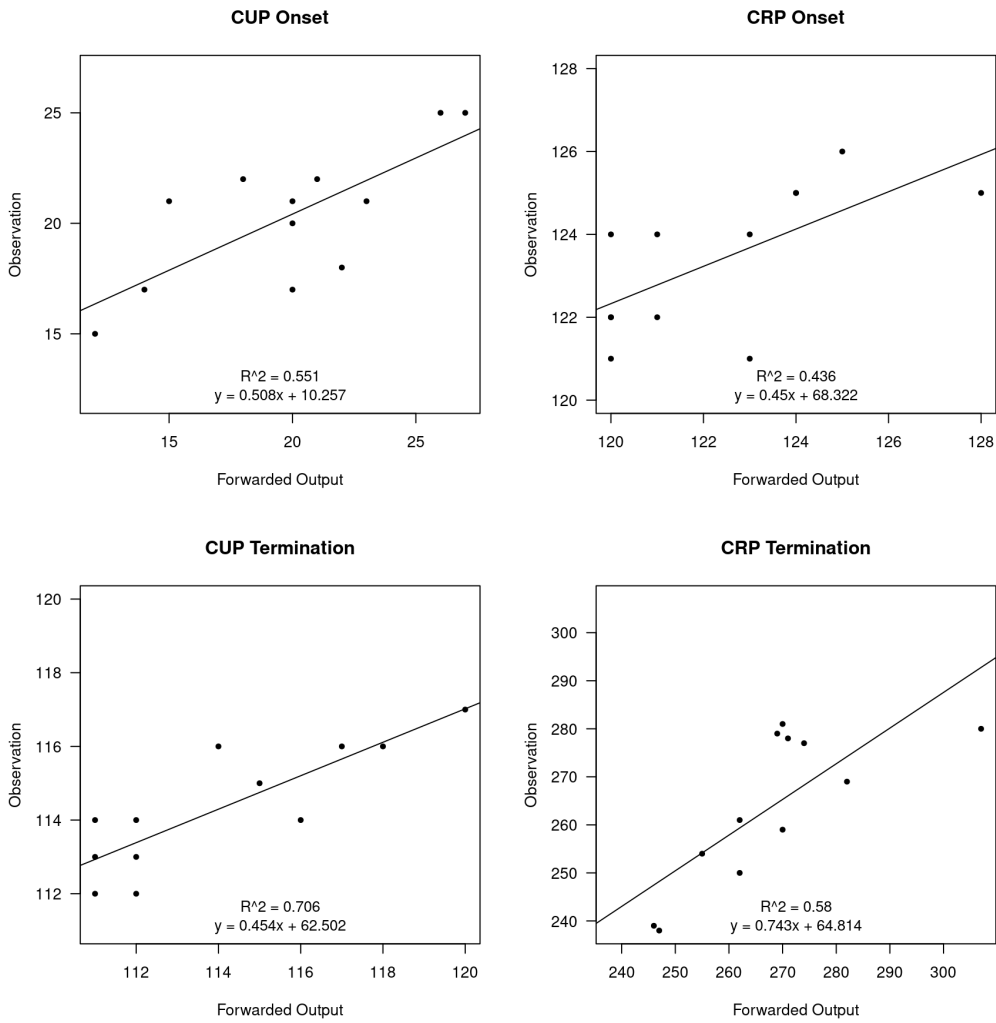 CUP Onset
25
20
15
Observation
R^2 = 0.551
y = 0.508x + 10.257
15 20 25
Forwarded Output
CRP Onset
128
126
124
122
120
Observation
R^2 = 0.436
y = 0.45x + 68.322
120 122 124 126 128
Forwarded Output
CUP Termination
120
118
116
114
112
Observation
R^2 = 0.706
y = 0.454x + 62.502
112 114 116 118 120
Forwarded Output
CRP Termination
300
290
280
270
260
250
240
Observation
R^2 = 0.58
y = 0.743x + 64.814
240 250 260 270 280 290 300
Forwarded Output